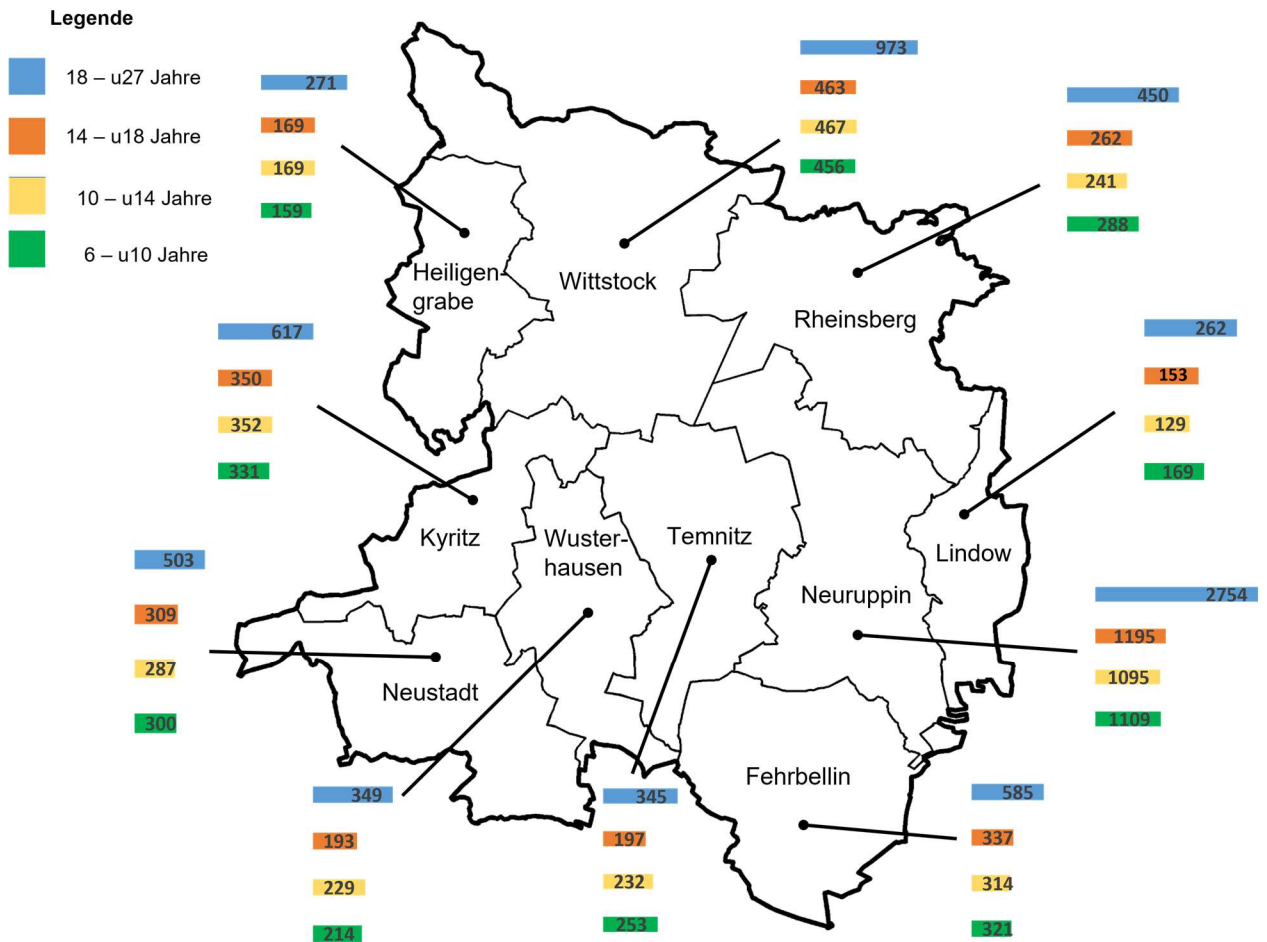 Legende
18 – u27 Jahre
14 – u18 Jahre
10 – u14 Jahre
6 – u10 Jahre
271
169
169
159
973
463
467
456
450
262
241
288
Heiligen-
grabe
Wittstock
Rheinsberg
617
350
352
331
262
153
129
169
Kyritz
Wuster-
hausen
Temnitz
Neuruppin
Lindow
503
309
287
300
Neustadt
2754
1195
1095
1109
Fehrbellin
349
193
229
214
345
197
232
253
585
337
314
321